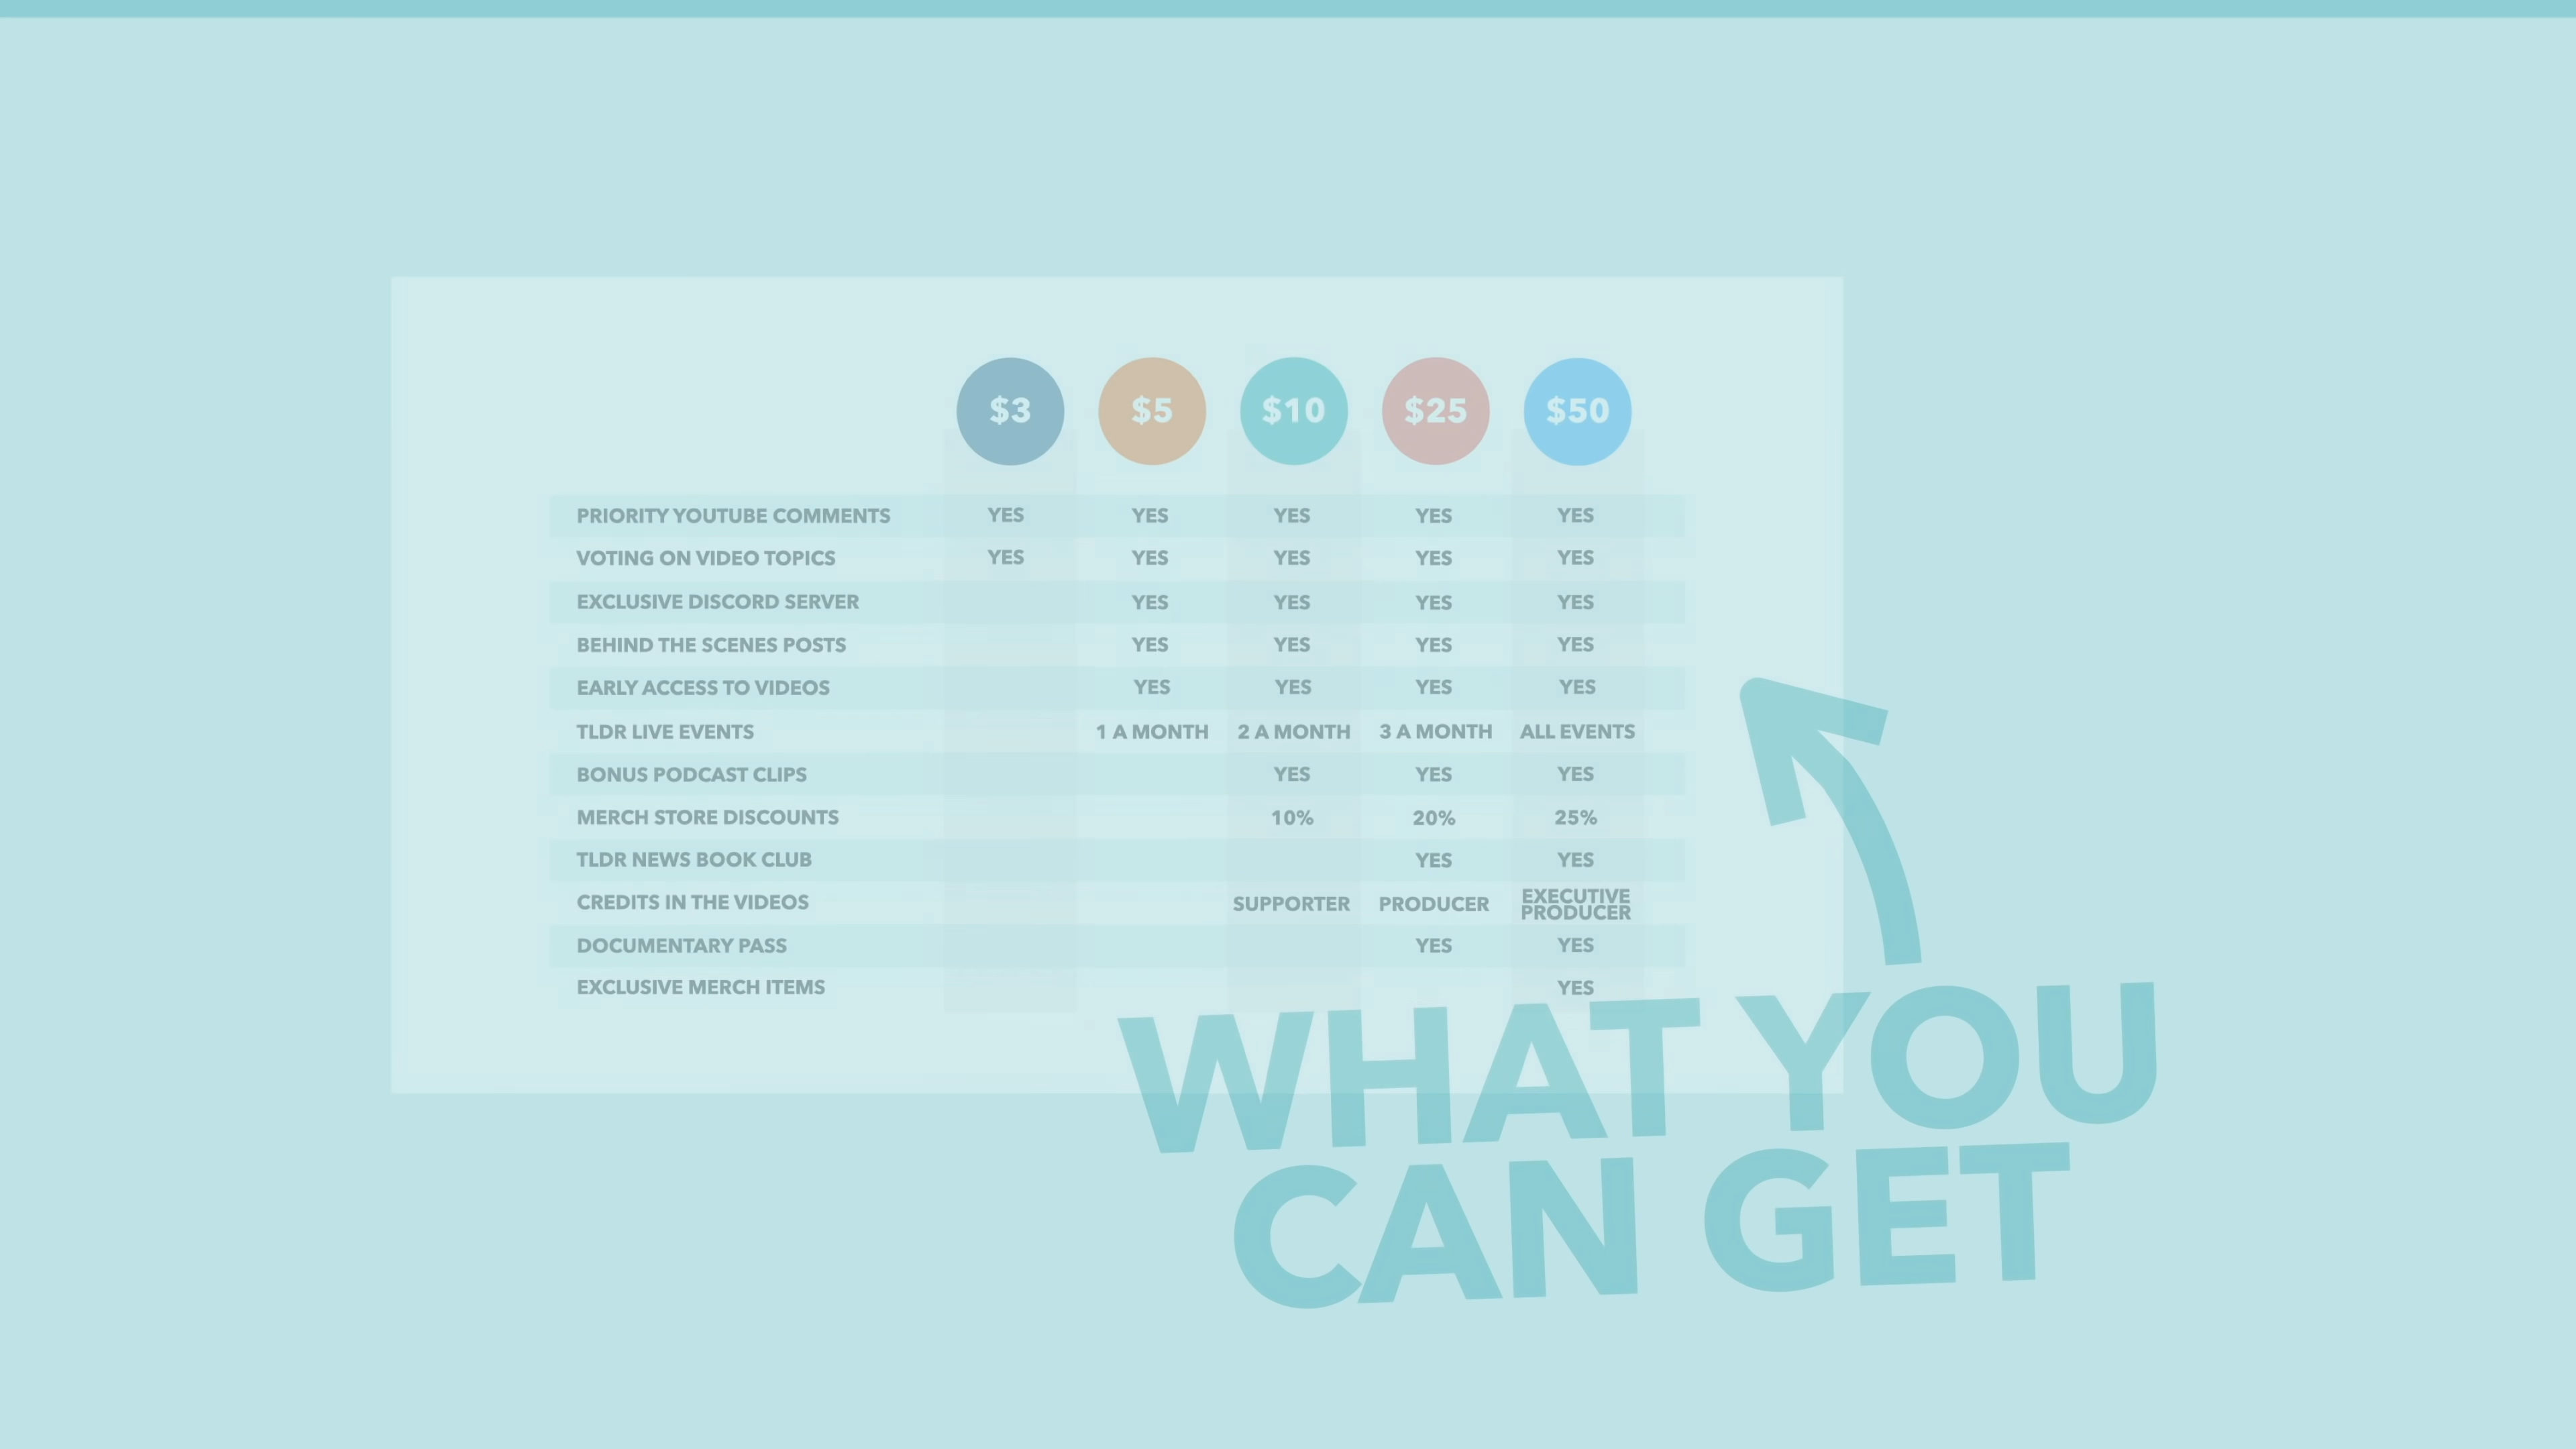 $3 $5 $10 $25 $50
PRIORITY YOUTUBE COMMENTS YES YES YES YES YES
VOTING ON VIDEO TOPICS YES YES YES YES YES
EXCLUSIVE DISCORD SERVER YES YES YES YES
BEHIND THE SCENES POSTS YES YES YES YES
EARLY ACCESS TO VIDEOS YES YES YES YES
TLDR LIVE EVENTS 1 A MONTH 2 A MONTH 3 A MONTH ALL EVENTS
BONUS PODCAST CLIPS YES YES YES
MERCH STORE DISCOUNTS 10% 20% 25%
TLDR NEWS BOOK CLUB YES YES
CREDITS IN THE VIDEOS SUPPORTER PRODUCER EXECUTIVE PRODUCER
DOCUMENTARY PASS YES YES
EXCLUSIVE MERCH ITEMS YES
WHAT YOU
CAN GET